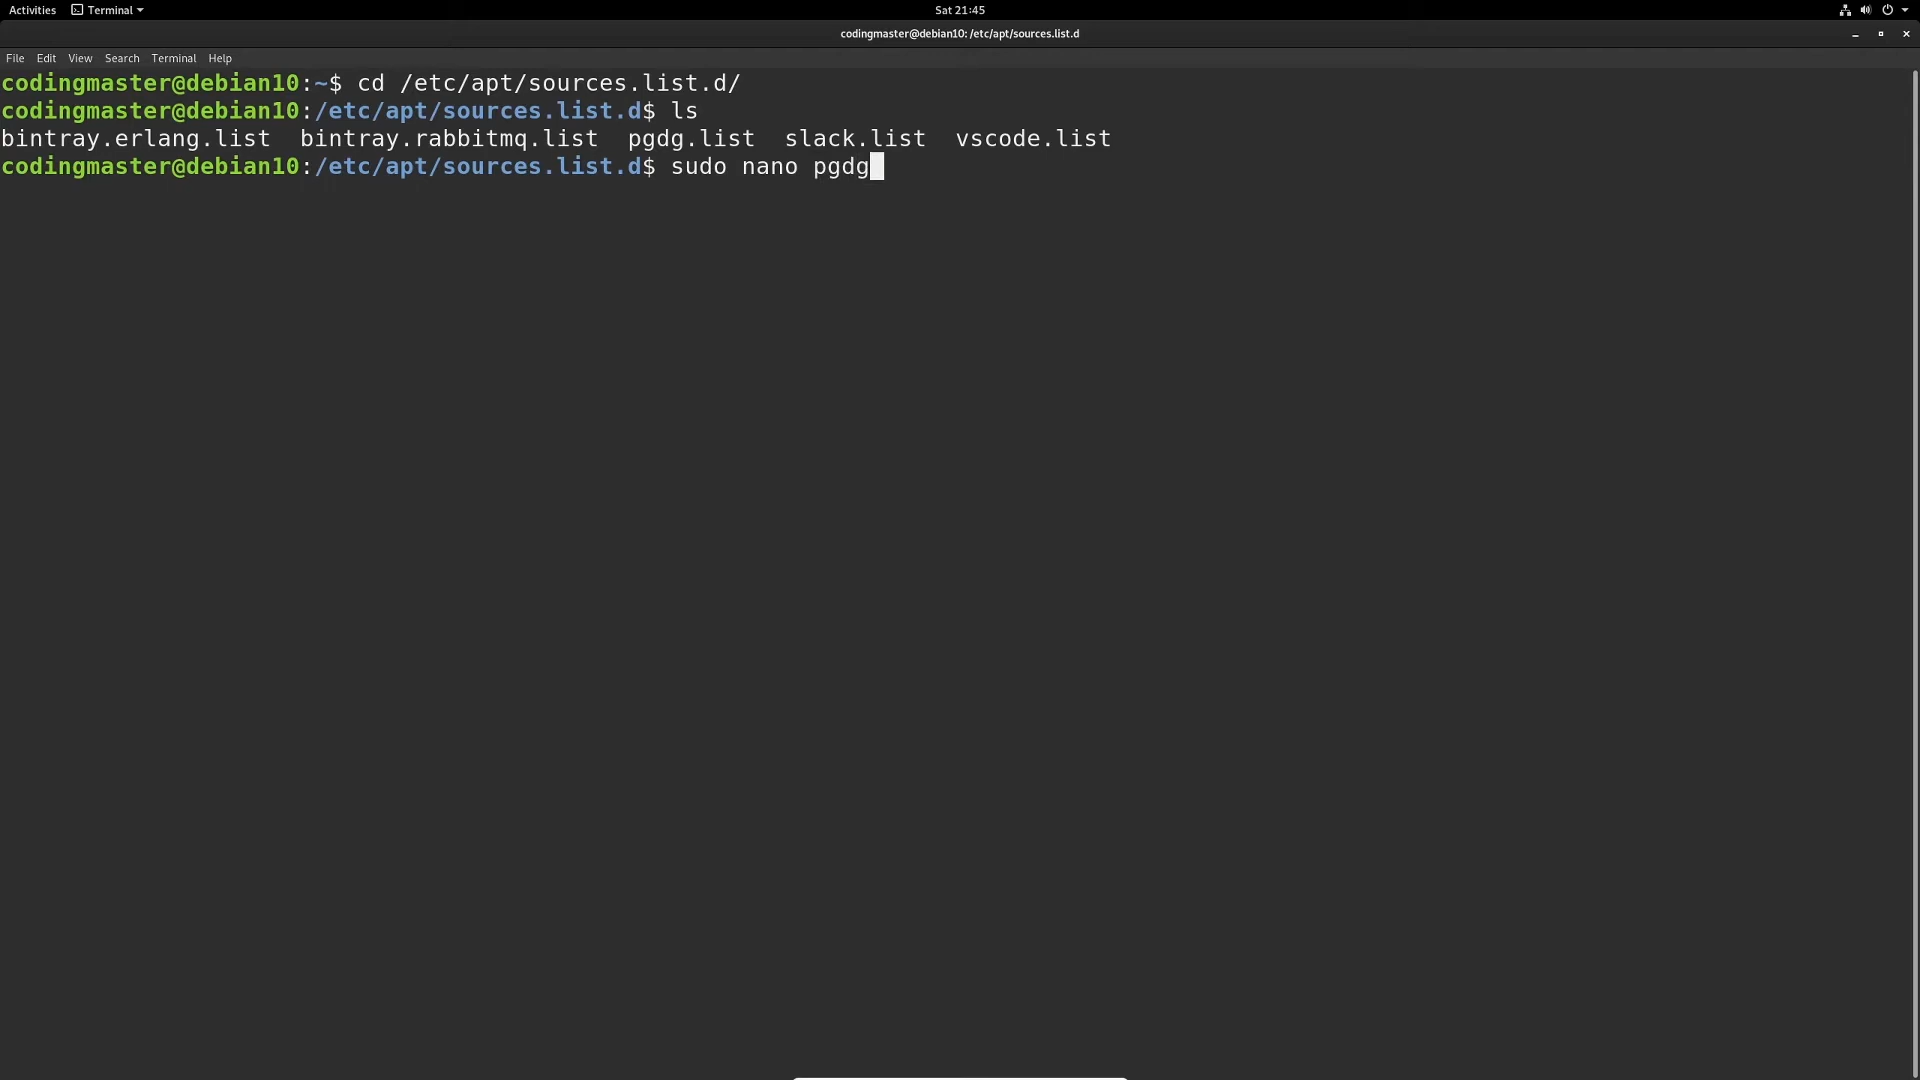 Activities Terminal Sat 21:45
codingmaster@debian10: /etc/apt/sources.list.d
File Edit View Search Terminal Help
codingmaster@debian10:~$ cd /etc/apt/sources.list.d/
codingmaster@debian10:/etc/apt/sources.list.d$ ls
bintray.erlang.list  bintray.rabbitmq.list  pgdg.list  slack.list  vscode.list
codingmaster@debian10:/etc/apt/sources.list.d$ sudo nano pgdg